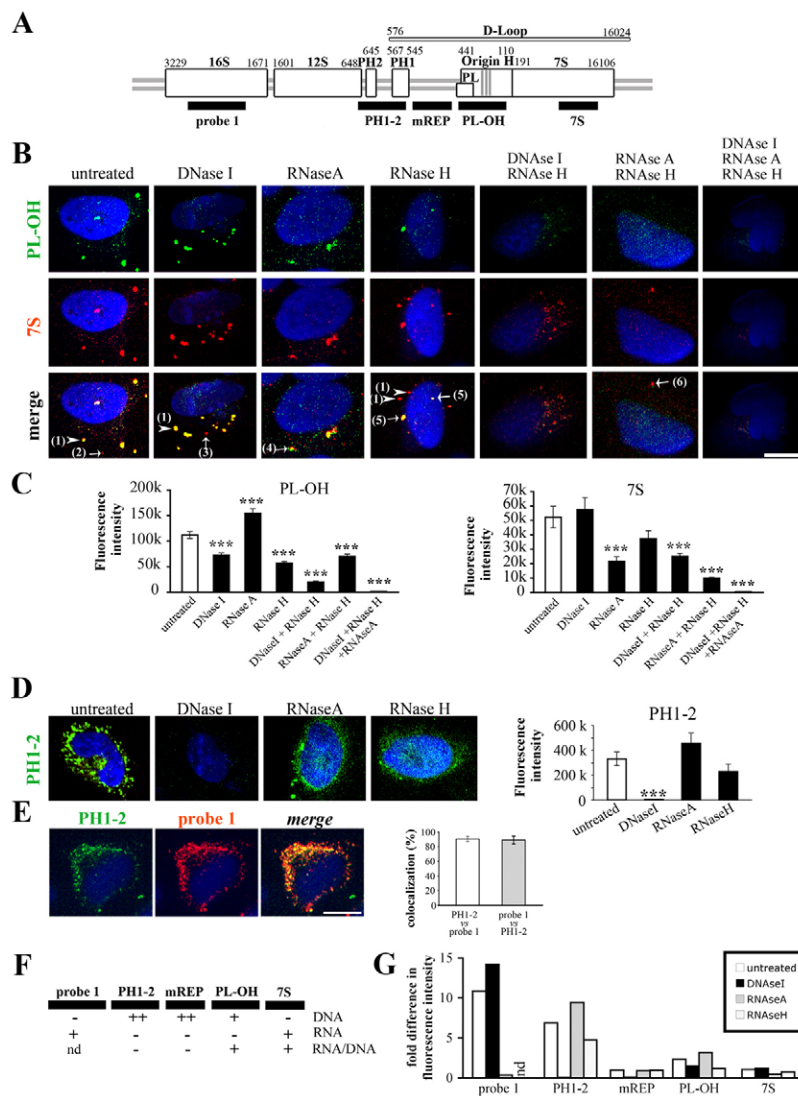 A
576 D-Loop 16024
3229 16S 1671 1601 12S 648 645 PH2 567 PH1 545 441 PL Origin H 110 191 7S 16106
probe 1 PH1-2 mREP PL-OH 7S
B
untreated DNAse I RNAseA RNAse H DNAse I RNAse H RNAse A RNAse H DNAse I RNAse A RNAse H
PL-OH
7S
merge
(1) (2) (1) (3) (4) (1) (1) (5) (5) (6)
C
PL-OH
Fluorescence intensity
200k
150k
100k
50k
0
*** *** *** *** *** ***
untreated
DNase I
RNase A
RNase H
DNaseI + RNase H
RNaseA + RNase H
DNaseI +RNase H +RNAseA
7S
Fluorescence intensity
70k
60k
50k
40k
30k
20k
10k
0
*** *** *** ***
untreated
DNase I
RNase A
RNase H
DNaseI + RNase H
RNaseA + RNase H
DNaseI +RNase H +RNAseA
D
untreated DNase I RNAseA RNAse H
PH1-2
PH1-2
Fluorescence intensity
600 k
400 k
200 k
0
***
untreated
DNAseI
RNAseA
RNAseH
E
PH1-2 probe 1 merge
colocalization (%)
100
80
60
40
20
0
PH1-2 vs probe 1
probe 1 vs PH1-2
F
probe 1 PH1-2 mREP PL-OH 7S
- ++ ++ + - DNA
+ - - - + RNA
nd - - + + RNA/DNA
G
fold difference in fluorescence intensity
15
10
5
0
nd
probe 1 PH1-2 mREP PL-OH 7S
untreated
DNAseI
RNAseA
RNAseH